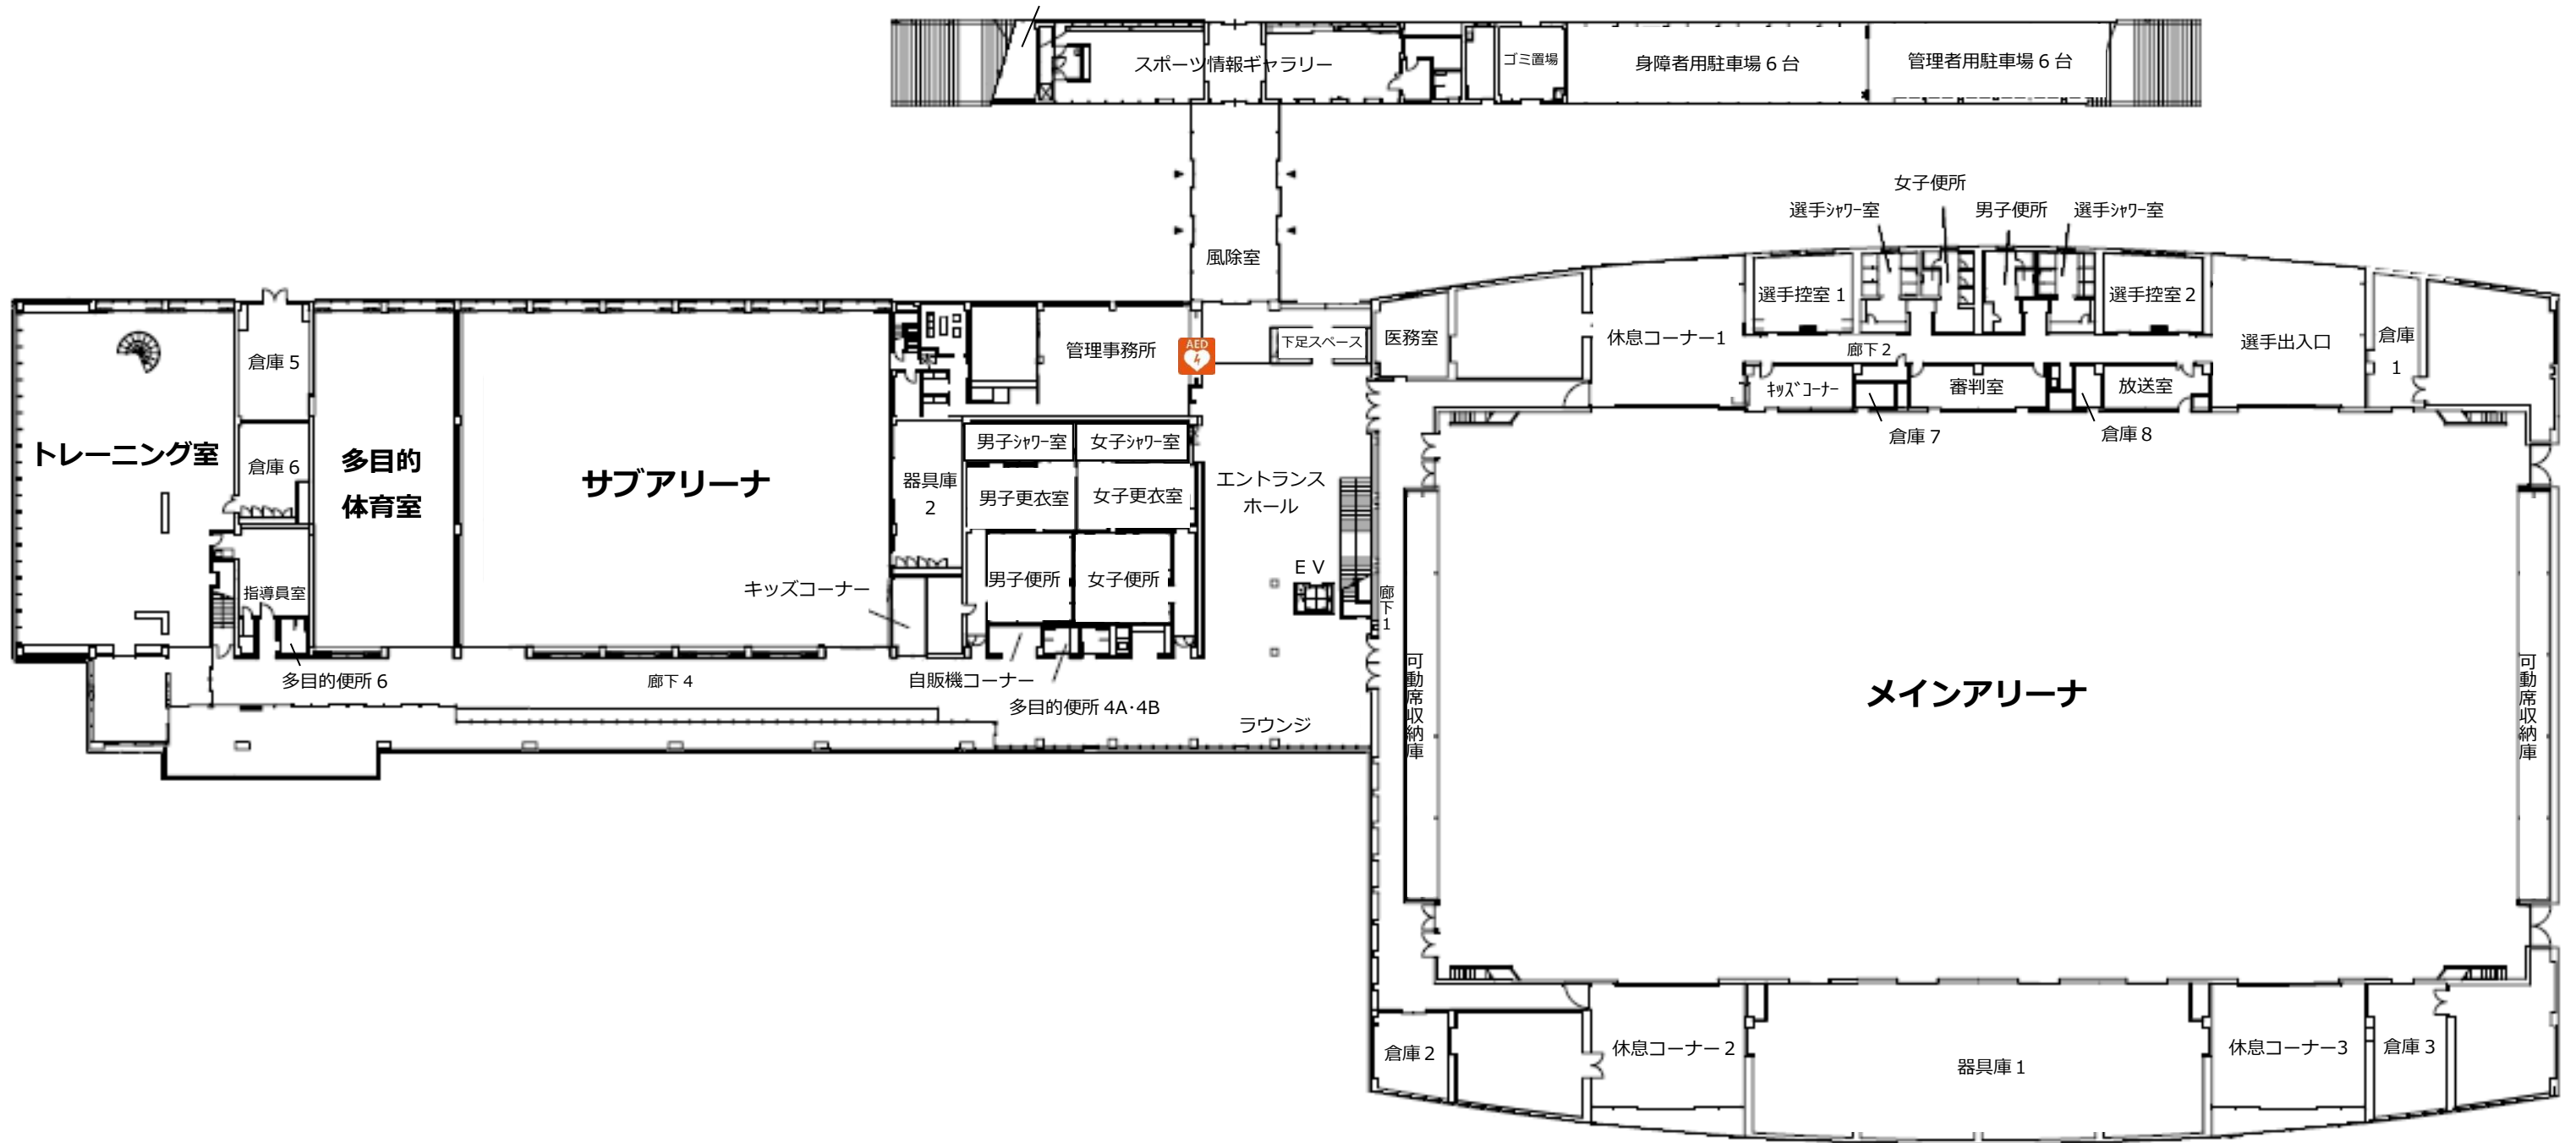 スポーツ情報ギャラリー
ゴミ置場
身障者用駐車場６台
管理者用駐車場６台
女子便所
選手ｼｬﾜｰ室
男子便所
選手ｼｬﾜｰ室
風除室
選手控室１
選手控室２
管理事務所
AED
下足スペース
医務室
休息コーナー1
廊下２
選手出入口
倉庫
1
倉庫５
ｷｯｽﾞｺｰﾅｰ
審判室
放送室
倉庫７
倉庫８
トレーニング室
多目的
体育室
サブアリーナ
倉庫６
器具庫
2
男子ｼｬﾜｰ室
女子ｼｬﾜｰ室
男子更衣室
女子更衣室
エントランス
ホール
ＥＶ
男子便所
女子便所
キッズコーナー
指導員室
廊下1
多目的便所６
廊下４
自販機コーナー
多目的便所 4A･4B
ラウンジ
可動席収納庫
メインアリーナ
可動席収納庫
倉庫２
休息コーナー２
器具庫１
休息コーナー3
倉庫３